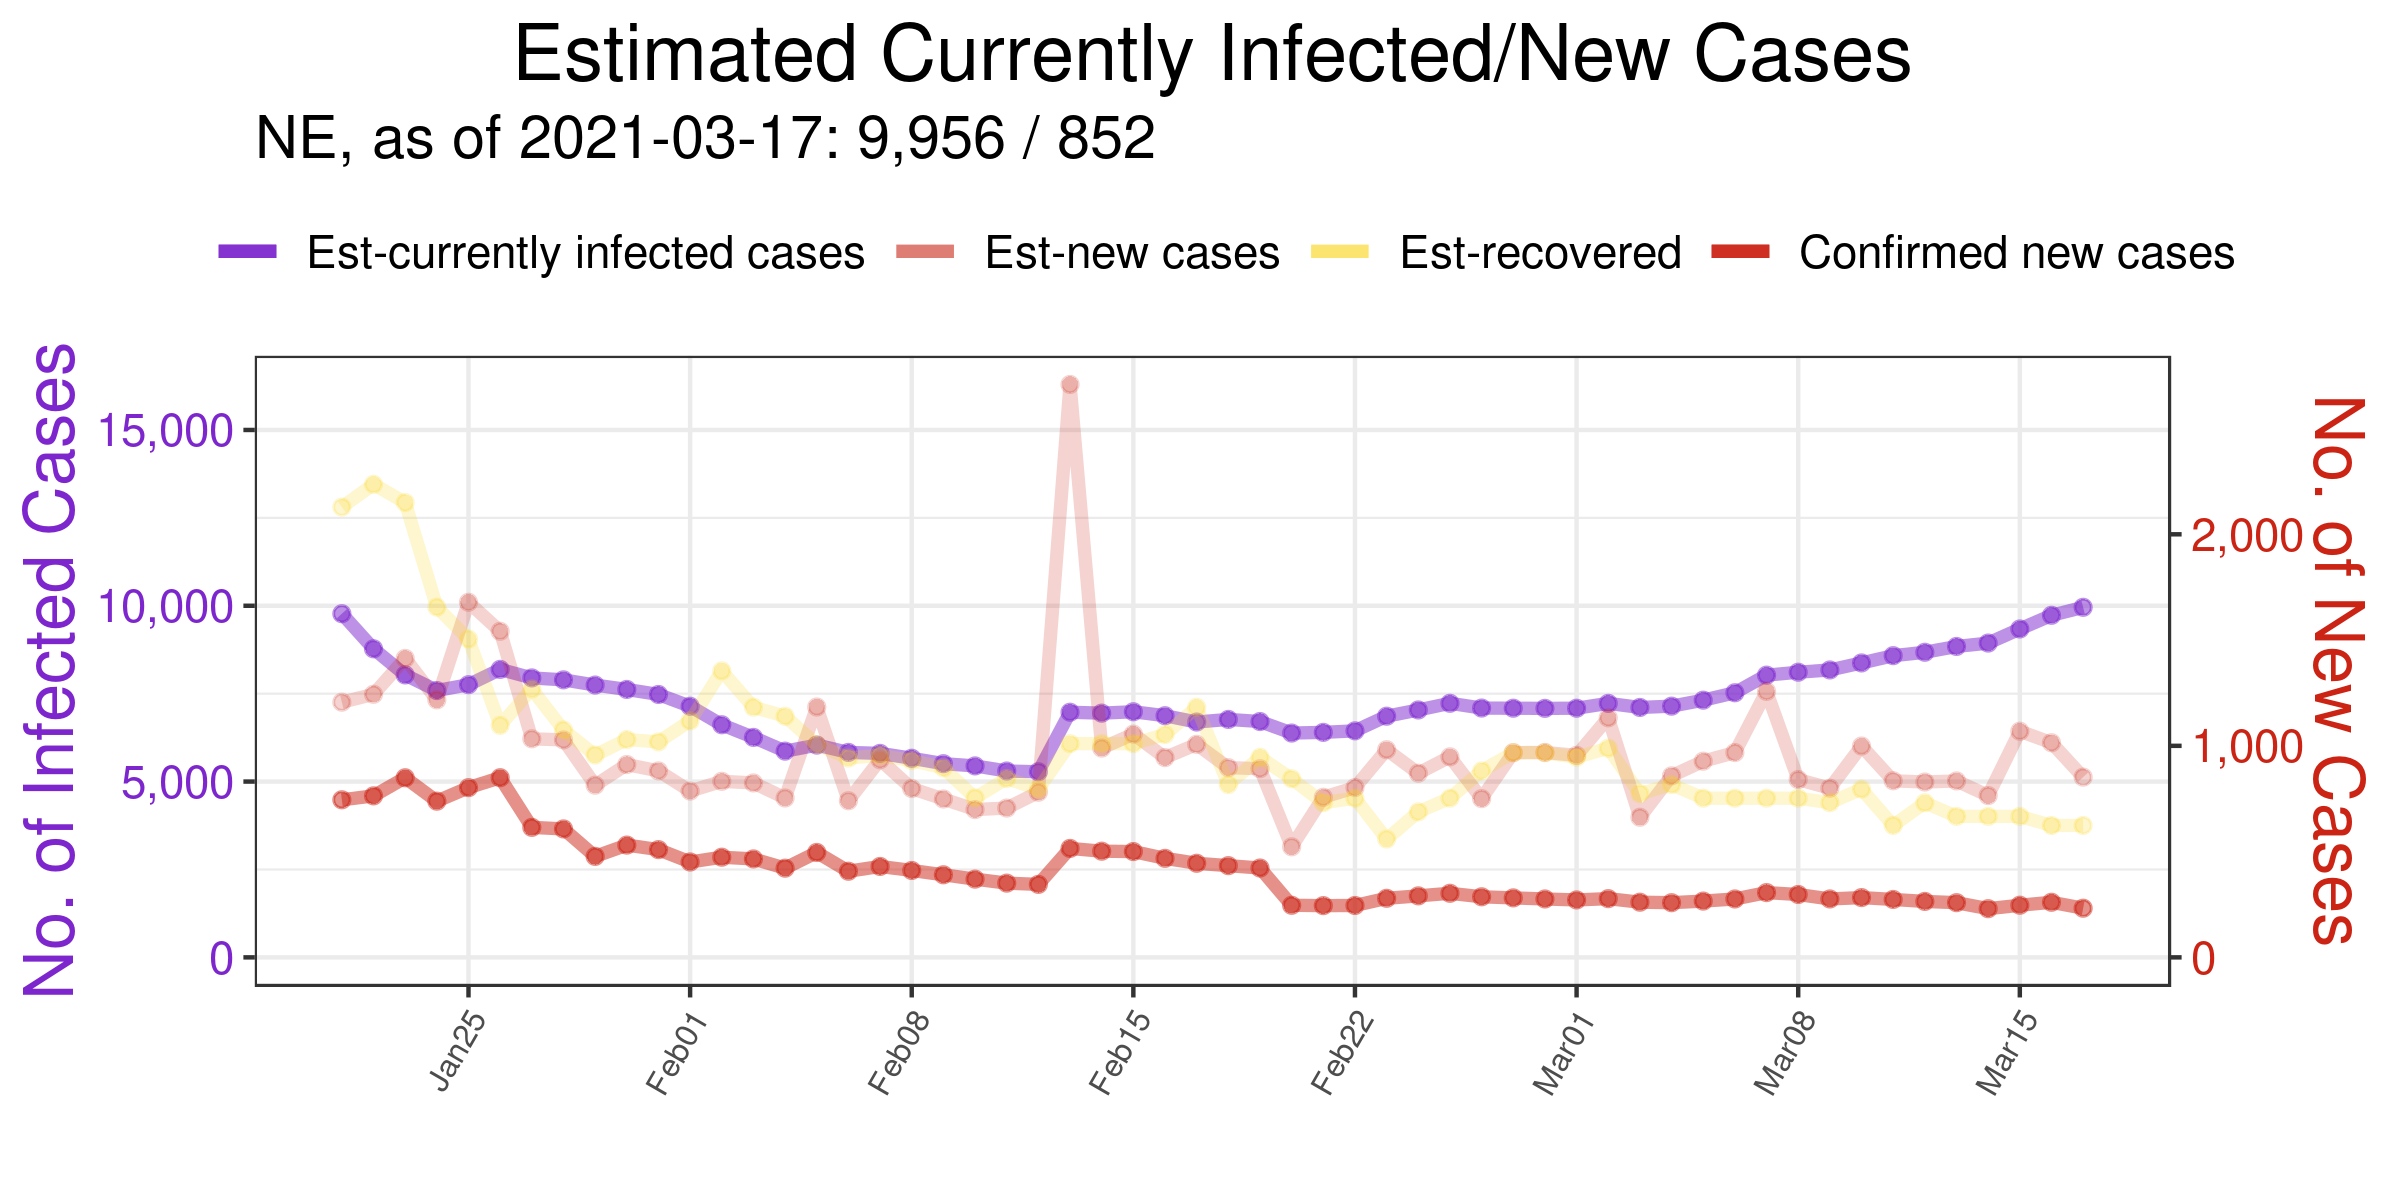 Estimated Currently Infected/New Cases
NE, as of 2021-03-17: 9,956 / 852
Est-currently infected cases Est-new cases Est-recovered Confirmed new cases
No. of Infected Cases
15,000
10,000
5,000
0
2,000
1,000
0
No. of New Cases
Jan25 Feb01 Feb08 Feb15 Feb22 Mar01 Mar08 Mar15